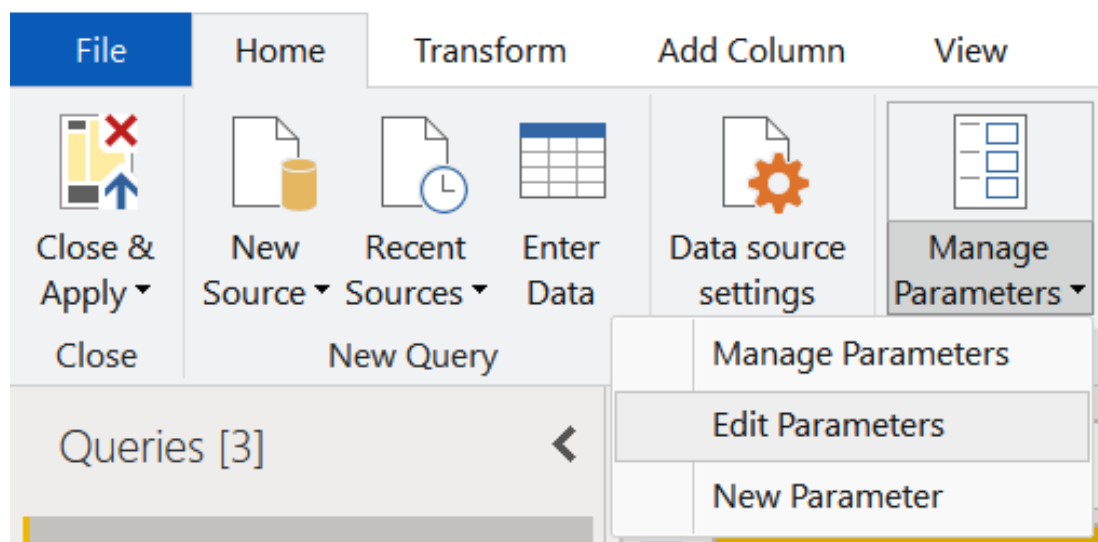 File Home Transform Add Column View
Close & New Recent Enter Data source Manage
Apply Source Sources Data settings Parameters
Close New Query
Manage Parameters
Edit Parameters
New Parameter
Queries [3]